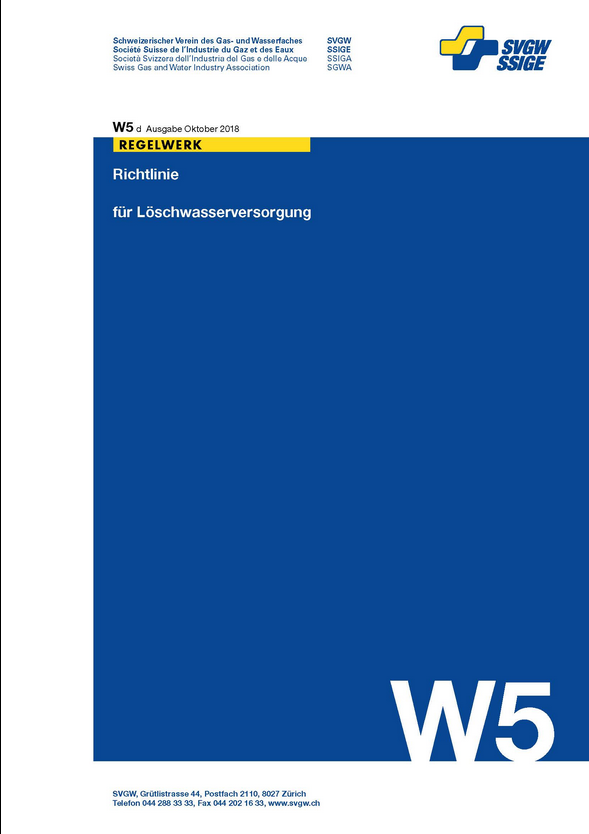 Schweizerischer Verein des Gas- und Wasserfaches SVGW
Société Suisse de l'Industrie du Gaz et des Eaux SSIGE
Società Svizzera dell'Industria del Gas e delle Acque SSIGA
Swiss Gas and Water Industry Association SGWA
SVGW
SSIGE
W5 d Ausgabe Oktober 2018
REGELWERK
Richtlinie
für Löschwasserversorgung
W5
SVGW, Grütlistrasse 44, Postfach 2110, 8027 Zürich
Telefon 044 288 33 33, Fax 044 202 16 33, www.svgw.ch